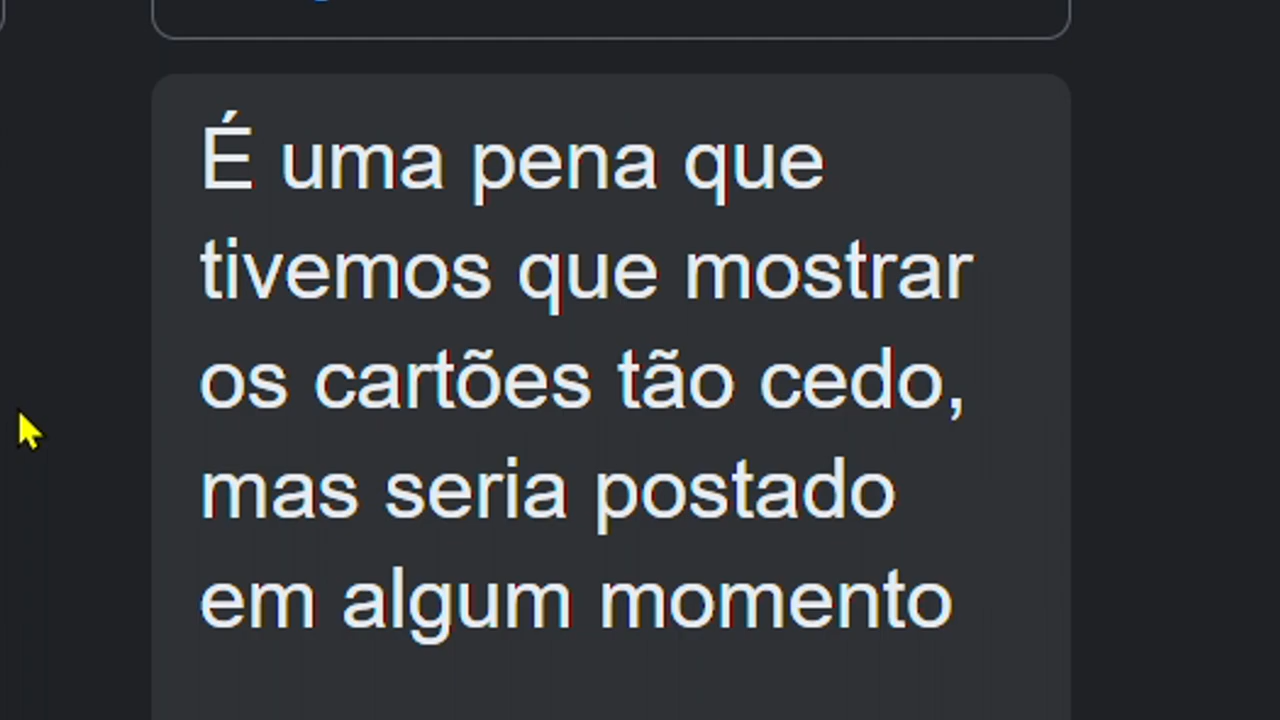 É uma pena que
tivemos que mostrar
os cartões tão cedo,
mas seria postado
em algum momento